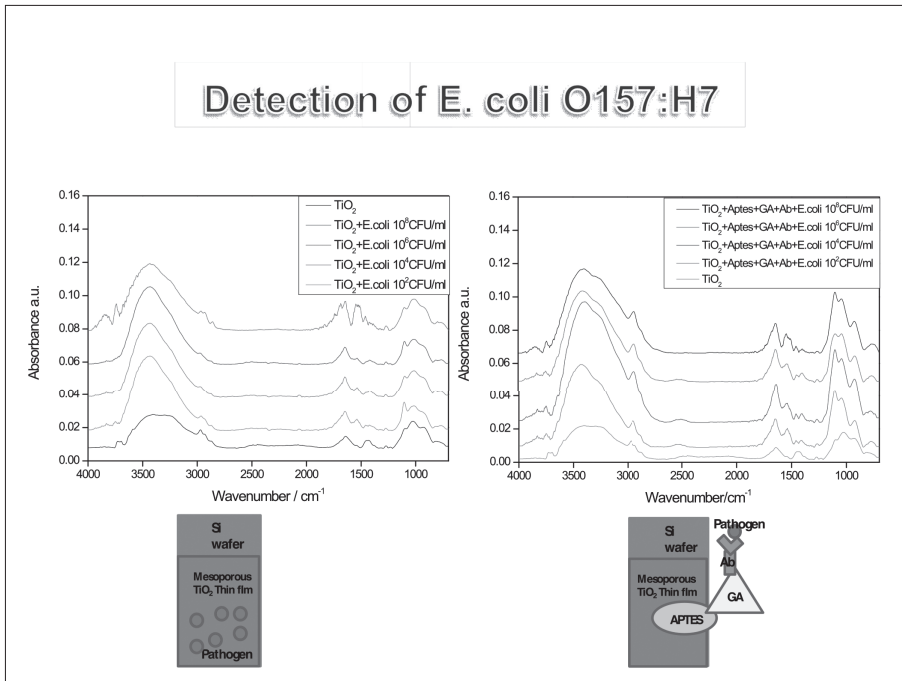 Detection of E. coli O157:H7
0.16
0.14
0.12
0.10
0.08
0.06
0.04
0.02
0.00
Absorbance a.u.
TiO2
TiO2+E.coli 10^8CFU/ml
TiO2+E.coli 10^6CFU/ml
TiO2+E.coli 10^4CFU/ml
TiO2+E.coli 10^2CFU/ml
4000 3500 3000 2500 2000 1500 1000
Wavenumber / cm-1
Si
wafer
Mesoporous
TiO2 Thin flm
Pathogen
0.16
0.14
0.12
0.10
0.08
0.06
0.04
0.02
0.00
Absorbance a.u.
TiO2+Aptes+GA+Ab+E.coli 10^8CFU/ml
TiO2+Aptes+GA+Ab+E.coli 10^6CFU/ml
TiO2+Aptes+GA+Ab+E.coli 10^4CFU/ml
TiO2+Aptes+GA+Ab+E.coli 10^2CFU/ml
TiO2
4000 3500 3000 2500 2000 1500 1000
Wavenumber/cm-1
Si
wafer
Mesoporous
TiO2 Thin flm
APTES
Pathogen
Ab
GA